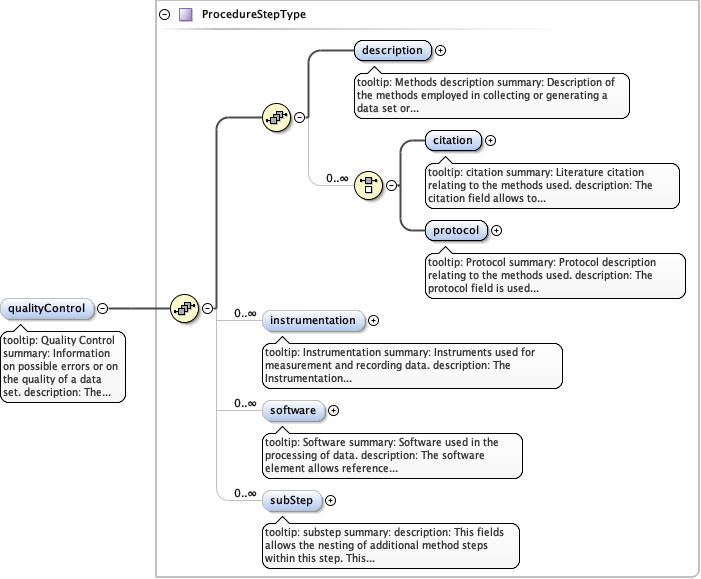 ProcedureStepType
description
tooltip: Methods description summary: Description of
the methods employed in collecting or generating a
data set or...
0..∞
citation
tooltip: citation summary: Literature citation
relating to the methods used. description: The
citation field allows to...
protocol
tooltip: Protocol summary: Protocol description
relating to the methods used. description: The
protocol field is used...
qualityControl
tooltip: Quality Control
summary: Information
on possible errors or on
the quality of a data
set. description: The...
0..∞
instrumentation
tooltip: Instrumentation summary: Instruments used for
measurement and recording data. description: The
Instrumentation...
0..∞
software
tooltip: Software summary: Software used in the
processing of data. description: The software
element allows reference...
0..∞
subStep
tooltip: substep summary: description: This fields
allows the nesting of additional method steps
within this step. This...